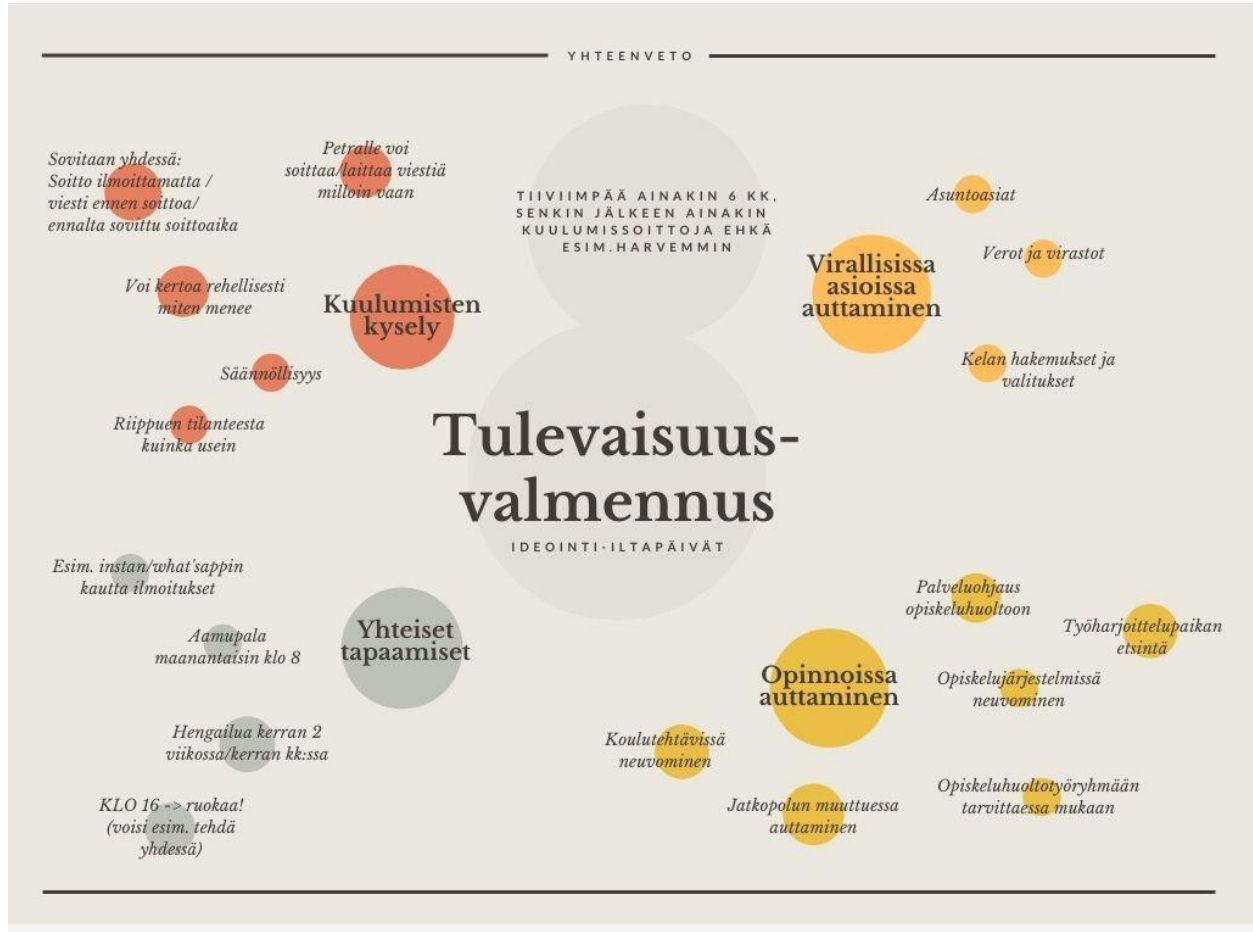 YHTEENVETO
Sovitaan yhdessä:
Soitto ilmoittamatta /
viesti ennen soittoa/
ennalta sovittu soittoaika
Petralle voi
soittaa/laittaa viestiä
milloin vaan
Voi kertoa rehellisesti
miten menee
Kuulumisten
kysely
Säännöllisyys
Riippuen tilanteesta
kuinka usein
TIIVIIMPÄÄ AINAKIN 6 KK,
SENKIN JÄLKEEN AINAKIN
KUULUMISSOITTOJA EHKÄ
ESIM.HARVEMMIN
Asuntoasiat
Verot ja virastot
Virallisissa
asioissa
auttaminen
Kelan hakemukset ja
valitukset
Tulevaisuus-
valmennus
IDEOINTI-ILTAPÄIVÄT
Esim. instan/what'sappin
kautta ilmoitukset
Aamupala
maanantaisin klo 8
Yhteiset
tapaamiset
Hengailua kerran 2
viikossa/kerran kk:ssa
KLO 16 -> ruokaa!
(voisi esim. tehdä
yhdessä)
Palveluohjaus
opiskeluhuoltoon
Työharjoittelupaikan
etsintä
Opinnoissa
auttaminen
Opiskelujärjestelmissä
neuvominen
Koulutehtävissä
neuvominen
Jatkopolun muuttuessa
auttaminen
Opiskeluhuoltotyöryhmään
tarvittaessa mukaan